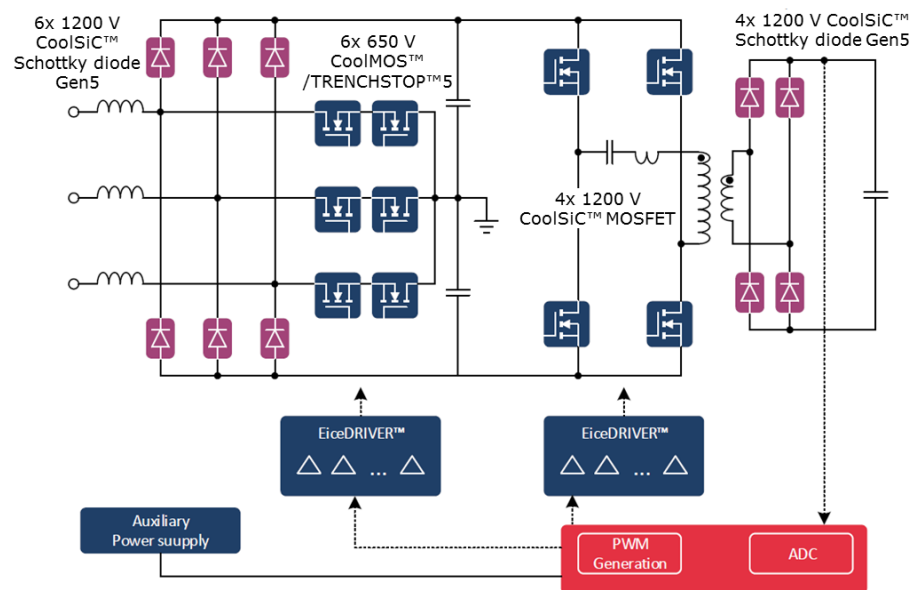 6x 1200 V
CoolSiC™
Schottky diode
Gen5
6x 650 V
CoolMOS™
/TRENCHSTOP™5
4x 1200 V CoolSiC™
Schottky diode Gen5
4x 1200 V
CoolSiC™ MOSFET
EiceDRIVER™
...
EiceDRIVER™
...
Auxiliary
Power suupply
PWM
Generation
ADC